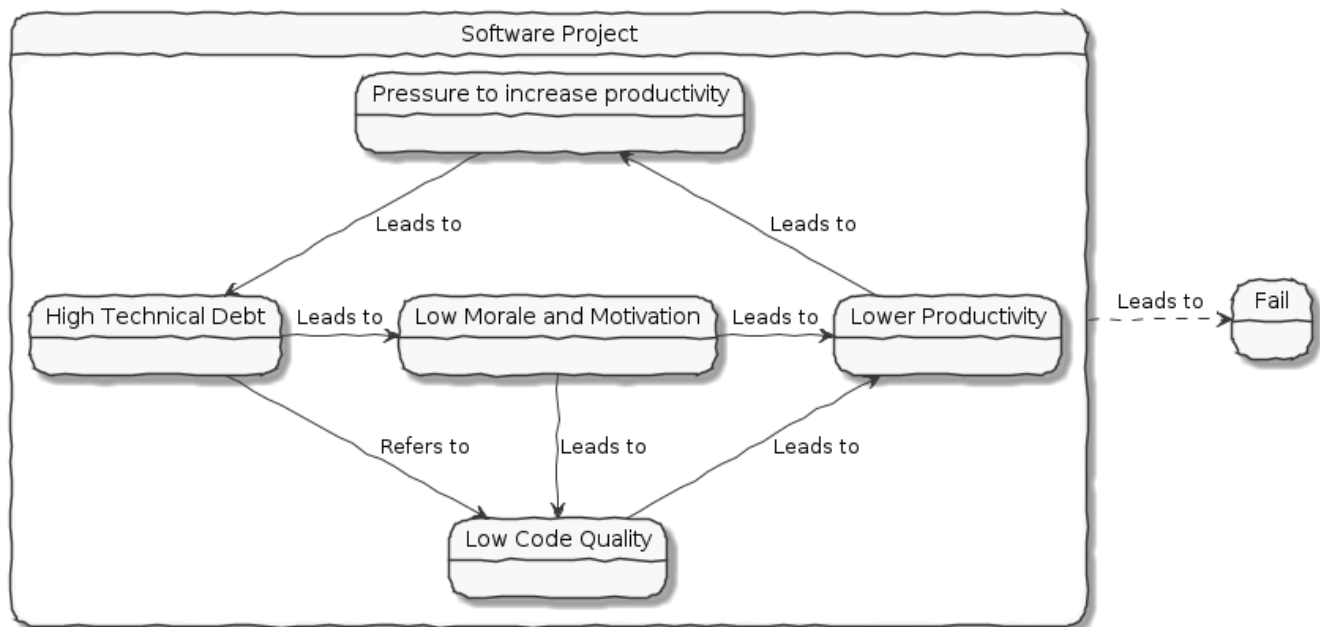 Software Project
Pressure to increase productivity
Leads to
Leads to
High Technical Debt
Leads to
Low Morale and Motivation
Leads to
Lower Productivity
Leads to
Fail
Refers to
Leads to
Leads to
Low Code Quality